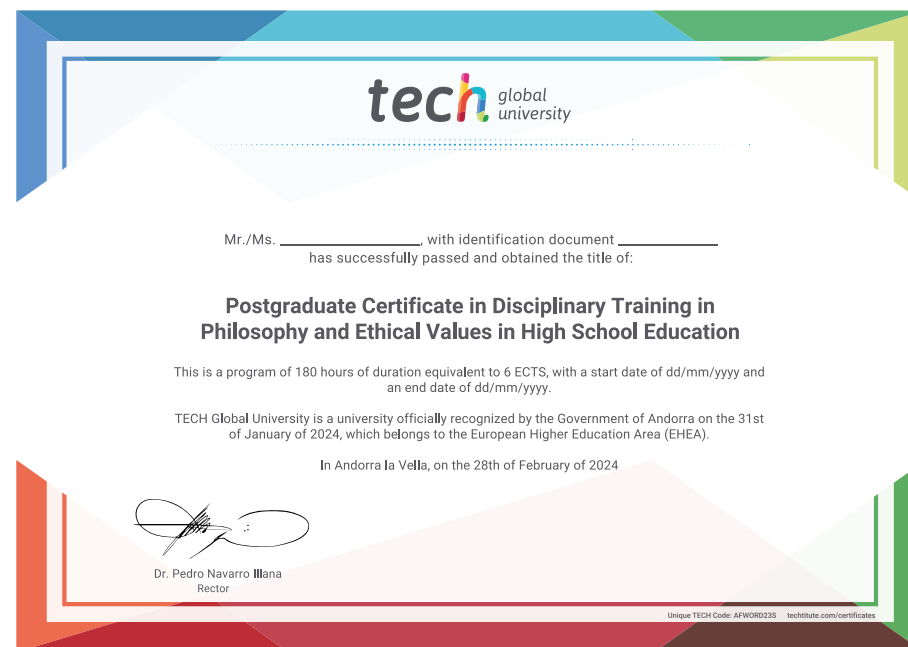 tech global
university
Mr./Ms. ____________, with identification document ____________
has successfully passed and obtained the title of:
Postgraduate Certificate in Disciplinary Training in
Philosophy and Ethical Values in High School Education
This is a program of 180 hours of duration equivalent to 6 ECTS, with a start date of dd/mm/yyyy and
an end date of dd/mm/yyyy.
TECH Global University is a university officially recognized by the Government of Andorra on the 31st
of January of 2024, which belongs to the European Higher Education Area (EHEA).
In Andorra la Vella, on the 28th of February of 2024
Dr. Pedro Navarro Illana
Rector
Unique TECH Code: AFWORD23S techtitute.com/certificates